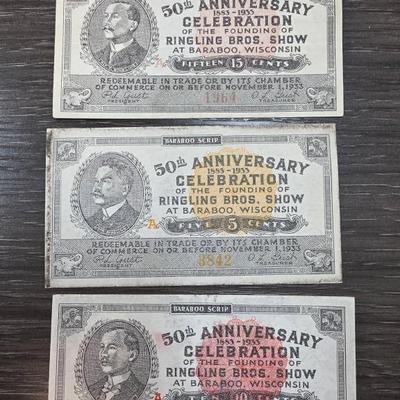 50th ANNIVERSARY
1883-1933
CELEBRATION
OF THE FOUNDING OF
RINGLING BROS. SHOW
AT BARABOO, WISCONSIN
FIFTEEN 15 CENTS
REDEEMABLE IN TRADE OR BY ITS CHAMBER
OF COMMERCE ON OR BEFORE NOVEMBER 1, 1933
1964
PRESIDENT
TREASURER
BARABOO SCRIP
50th ANNIVERSARY
1883-1933
CELEBRATION
OF THE FOUNDING OF
RINGLING BROS. SHOW
AT BARABOO, WISCONSIN
A
FIVE 5 CENTS
REDEEMABLE IN TRADE OR BY ITS CHAMBER
OF COMMERCE ON OR BEFORE NOVEMBER 1, 1933
3842
PRESIDENT
TREASURER
BARABOO SCRIP
50th ANNIVERSARY
1883-1933
CELEBRATION
OF THE FOUNDING OF
RINGLING BROS. SHOW
AT BARABOO, WISCONSIN
A